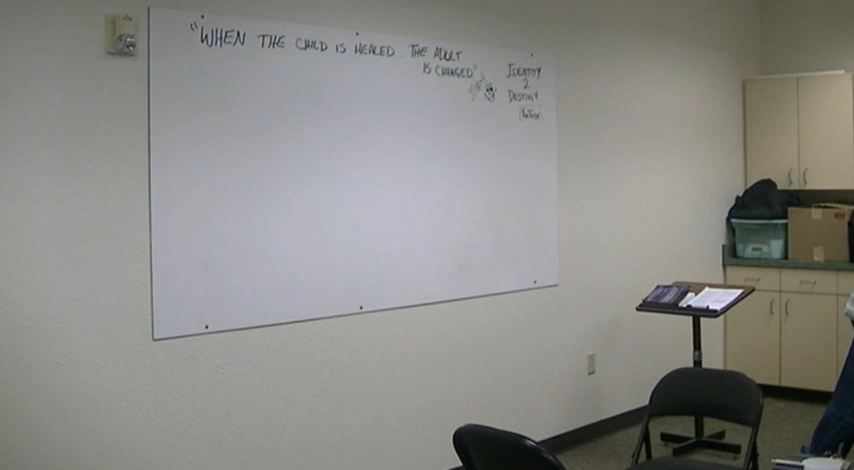 "WHEN THE CHILD IS HEALED. THE ADULT
IS CHANGED"
IDENTITY
2
DESTINY